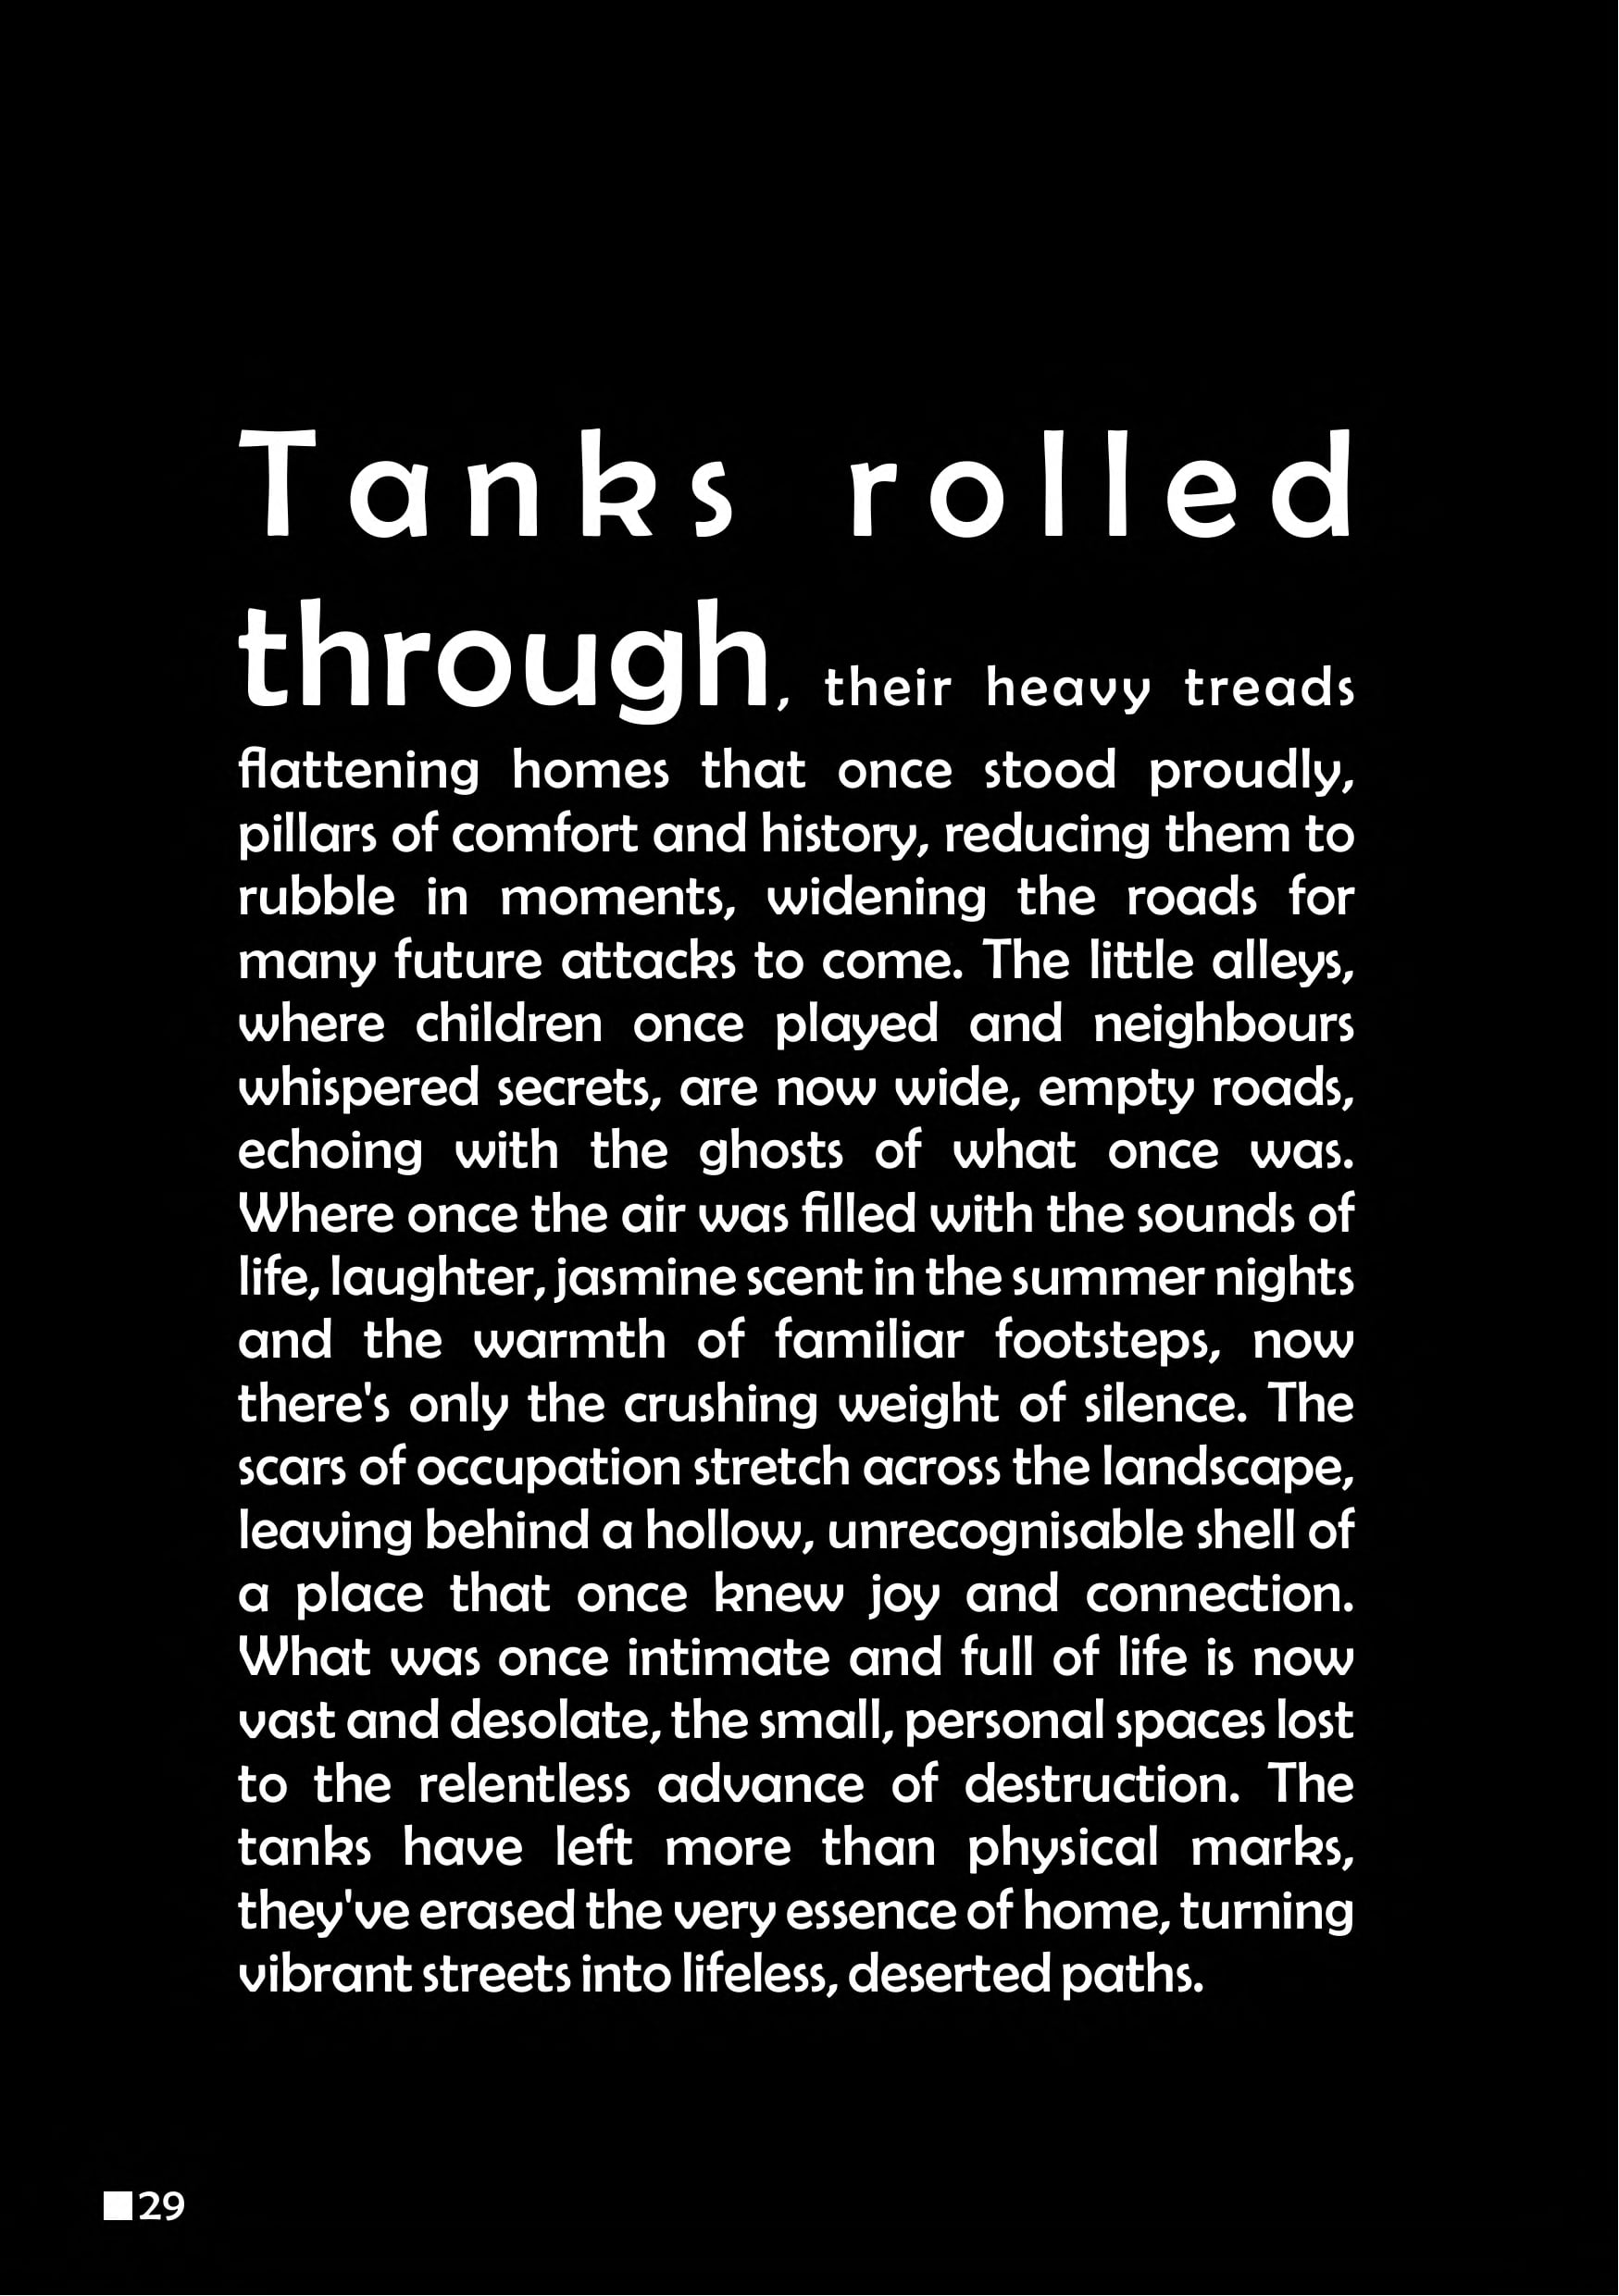 Tanks rolled
through, their heavy treads
flattening homes that once stood proudly,
pillars of comfort and history, reducing them to
rubble in moments, widening the roads for
many future attacks to come. The little alleys,
where children once played and neighbours
whispered secrets, are now wide, empty roads,
echoing with the ghosts of what once was.
Where once the air was filled with the sounds of
life, laughter, jasmine scent in the summer nights
and the warmth of familiar footsteps, now
there's only the crushing weight of silence. The
scars of occupation stretch across the landscape,
leaving behind a hollow, unrecognisable shell of
a place that once knew joy and connection.
What was once intimate and full of life is now
vast and desolate, the small, personal spaces lost
to the relentless advance of destruction. The
tanks have left more than physical marks,
they've erased the very essence of home, turning
vibrant streets into lifeless, deserted paths.
29